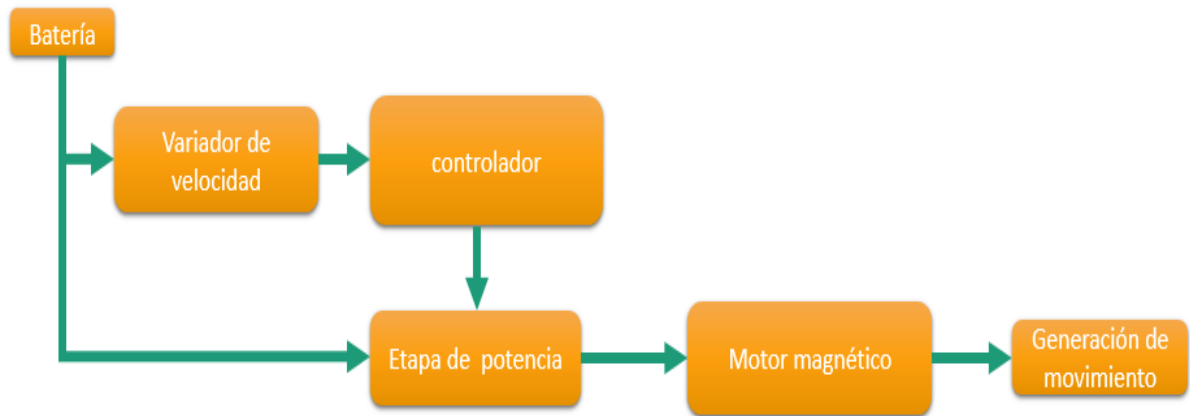 Batería
Variador de
velocidad
controlador
Etapa de potencia
Motor magnético
Generación de
movimiento